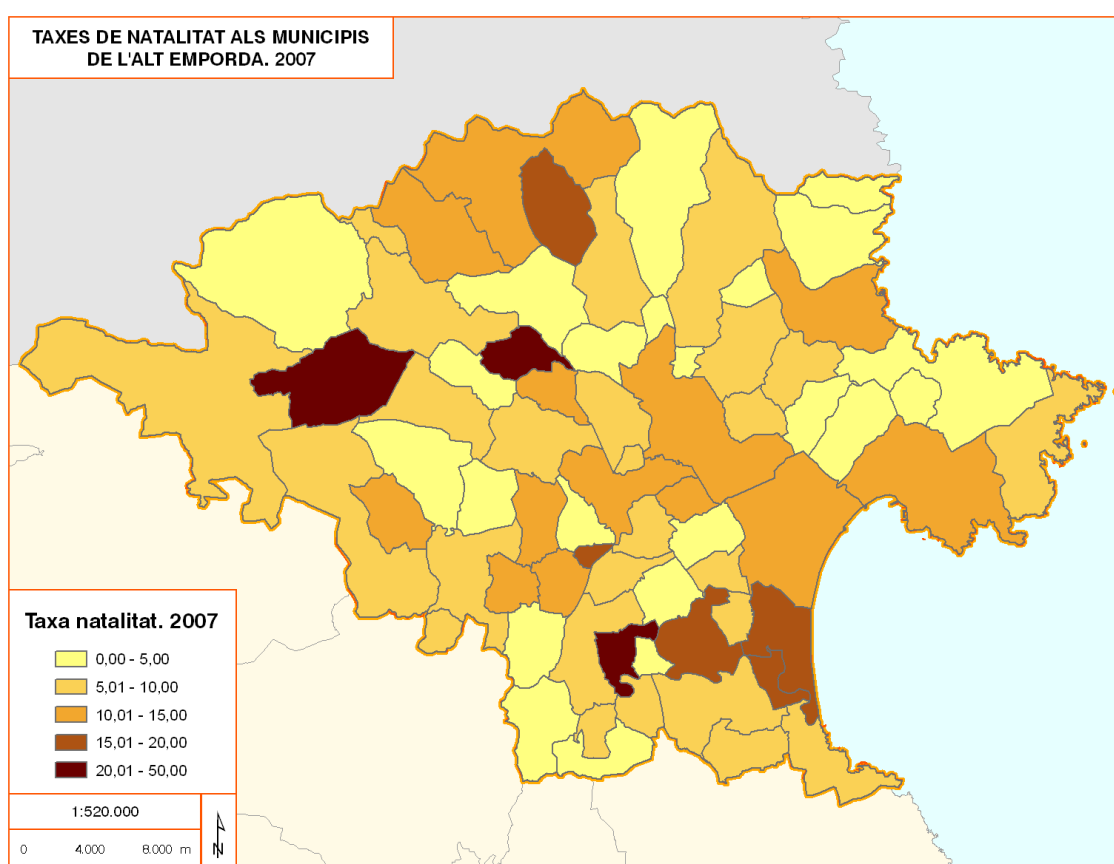 TAXES DE NATALITAT ALS MUNICIPIS
DE L'ALT EMPORDA. 2007
Taxa natalitat. 2007
0,00 - 5,00
5,01 - 10,00
10,01 - 15,00
15,01 - 20,00
20,01 - 50,00
1:520.000
0 4.000 8.000 m
N